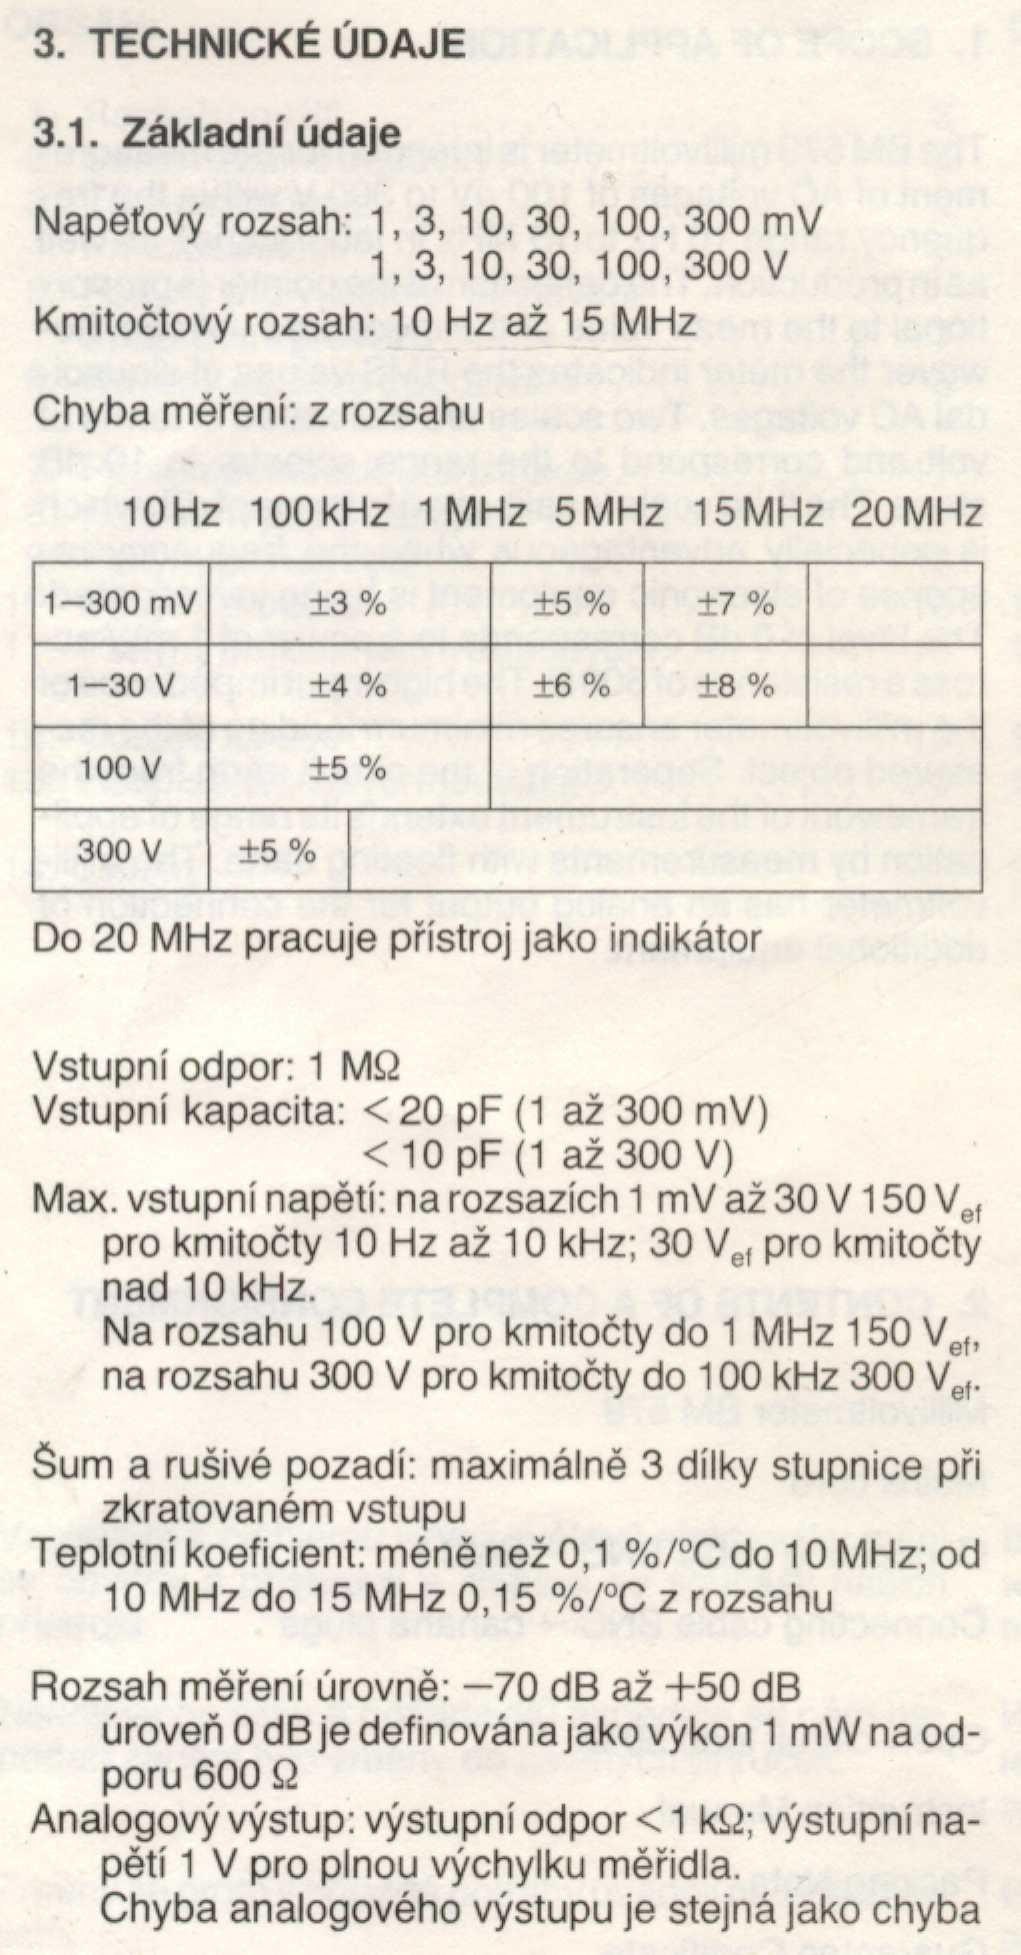 3. TECHNICKÉ ÚDAJE
3.1. Základní údaje
Napěťový rozsah: 1, 3, 10, 30, 100, 300 mV
1, 3, 10, 30, 100, 300 V
Kmitočtový rozsah: 10 Hz až 15 MHz
Chyba měření: z rozsahu
10 Hz 100 kHz 1 MHz 5 MHz 15 MHz 20 MHz
1—300 mV ±3 % ±5 % ±7 %
1—30 V ±4 % ±6 % ±8 %
100 V ±5 %
300 V ±5 %
Do 20 MHz pracuje přístroj jako indikátor
Vstupní odpor: 1 MΩ
Vstupní kapacita: < 20 pF (1 až 300 mV)
< 10 pF (1 až 300 V)
Max. vstupní napětí: na rozsazích 1 mV až 30 V 150 Vef
pro kmitočty 10 Hz až 10 kHz; 30 Vef pro kmitočty
nad 10 kHz.
Na rozsahu 100 V pro kmitočty do 1 MHz 150 Vef,
na rozsahu 300 V pro kmitočty do 100 kHz 300 Vef.
Šum a rušivé pozadí: maximálně 3 dílky stupnice při
zkratovaném vstupu
Teplotní koeficient: méně než 0,1 %/ºC do 10 MHz; od
10 MHz do 15 MHz 0,15 %/ºC z rozsahu
Rozsah měření úrovně: —70 dB až +50 dB
úroveň 0 dB je definována jako výkon 1 mW na od-
poru 600 Ω
Analogový výstup: výstupní odpor < 1 kΩ; výstupní na-
pětí 1 V pro plnou výchylku měřidla.
Chyba analogového výstupu je stejná jako chyba